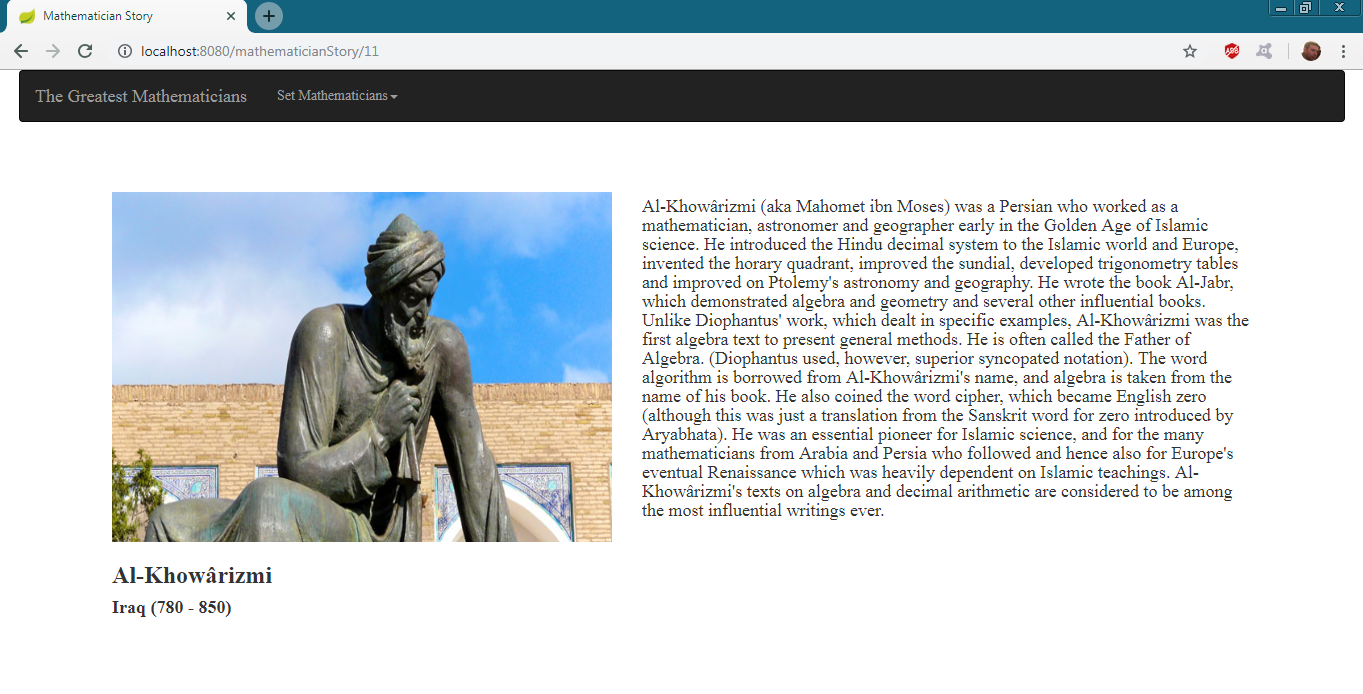 Mathematician Story
localhost:8080/mathematicianStory/11
The Greatest Mathematicians
Set Mathematicians
Al-Khowârizmi (aka Mahomet ibn Moses) was a Persian who worked as a
mathematician, astronomer and geographer early in the Golden Age of Islamic
science. He introduced the Hindu decimal system to the Islamic world and Europe,
invented the horary quadrant, improved the sundial, developed trigonometry tables
and improved on Ptolemy's astronomy and geography. He wrote the book Al-Jabr,
which demonstrated algebra and geometry and several other influential books.
Unlike Diophantus' work, which dealt in specific examples, Al-Khowârizmi was the
first algebra text to present general methods. He is often called the Father of
Algebra. (Diophantus used, however, superior syncopated notation). The word
algorithm is borrowed from Al-Khowârizmi's name, and algebra is taken from the
name of his book. He also coined the word cipher, which became English zero
(although this was just a translation from the Sanskrit word for zero introduced by
Aryabhata). He was an essential pioneer for Islamic science, and for the many
mathematicians from Arabia and Persia who followed and hence also for Europe's
eventual Renaissance which was heavily dependent on Islamic teachings. Al-
Khowârizmi's texts on algebra and decimal arithmetic are considered to be among
the most influential writings ever.
Al-Khowârizmi
Iraq (780 - 850)